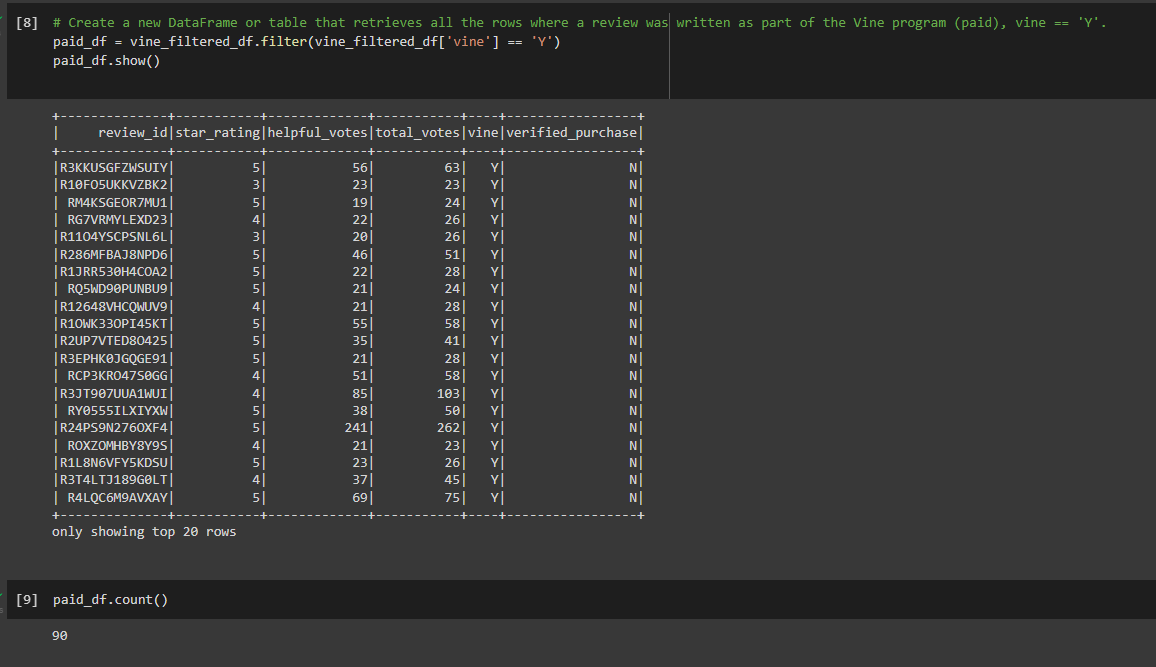 [8] # Create a new DataFrame or table that retrieves all the rows where a review was written as part of the Vine program (paid), vine == 'Y'.
paid_df = vine_filtered_df.filter(vine_filtered_df['vine'] == 'Y')
paid_df.show()
+--------------+-----------+-------------+-----------+----+-----------------+
|     review_id|star_rating|helpful_votes|total_votes|vine|verified_purchase|
+--------------+-----------+-------------+-----------+----+-----------------+
|R3KKUSGFZWSUIY|          5|           56|         63|   Y|                N|
|R10FO5UKKVZBK2|          3|           23|         23|   Y|                N|
| RM4KSGEOR7MU1|          5|           19|         24|   Y|                N|
| RG7VRMYLEXD23|          4|           22|         26|   Y|                N|
|R11O4YSCPSNL6L|          3|           20|         26|   Y|                N|
|R286MFBAJ8NPD6|          5|           46|         51|   Y|                N|
|R1JRR530H4COA2|          5|           22|         28|   Y|                N|
| RQ5WD90PUNBU9|          5|           21|         24|   Y|                N|
|R12648VHCQWUV9|          4|           21|         28|   Y|                N|
|R1OWK33OPI45KT|          5|           55|         58|   Y|                N|
|R2UP7VTED8O425|          5|           35|         41|   Y|                N|
|R3EPHK0JGQGE91|          5|           21|         28|   Y|                N|
| RCP3KRO47S0GG|          4|           51|         58|   Y|                N|
|R3JT907UUA1WUI|          4|           85|        103|   Y|                N|
| RY0555ILXIYXW|          5|           38|         50|   Y|                N|
|R24PS9N276OXF4|          5|          241|        262|   Y|                N|
| ROXZOMHBY8Y9S|          4|           21|         23|   Y|                N|
|R1L8N6VFY5KDSU|          5|           23|         26|   Y|                N|
|R3T4LTJ189G0LT|          4|           37|         45|   Y|                N|
| R4LQC6M9AVXAY|          5|           69|         75|   Y|                N|
+--------------+-----------+-------------+-----------+----+-----------------+
only showing top 20 rows
[9] paid_df.count()
90